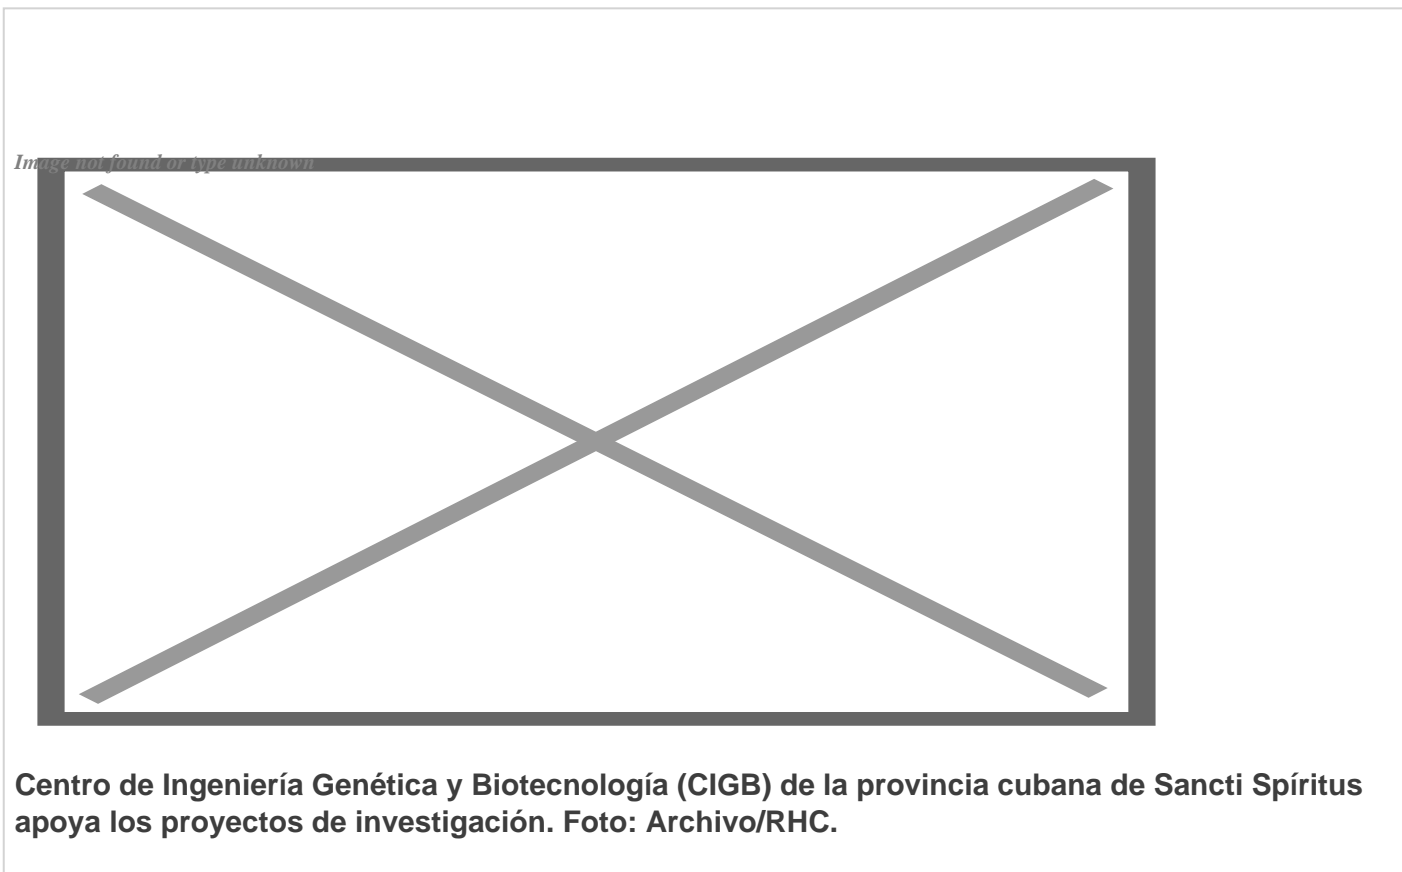 Image not found or type unknown
Centro de Ingeniería Genética y Biotecnología (CIGB) de la provincia cubana de Sancti Spíritus
apoya los proyectos de investigación. Foto: Archivo/RHC.